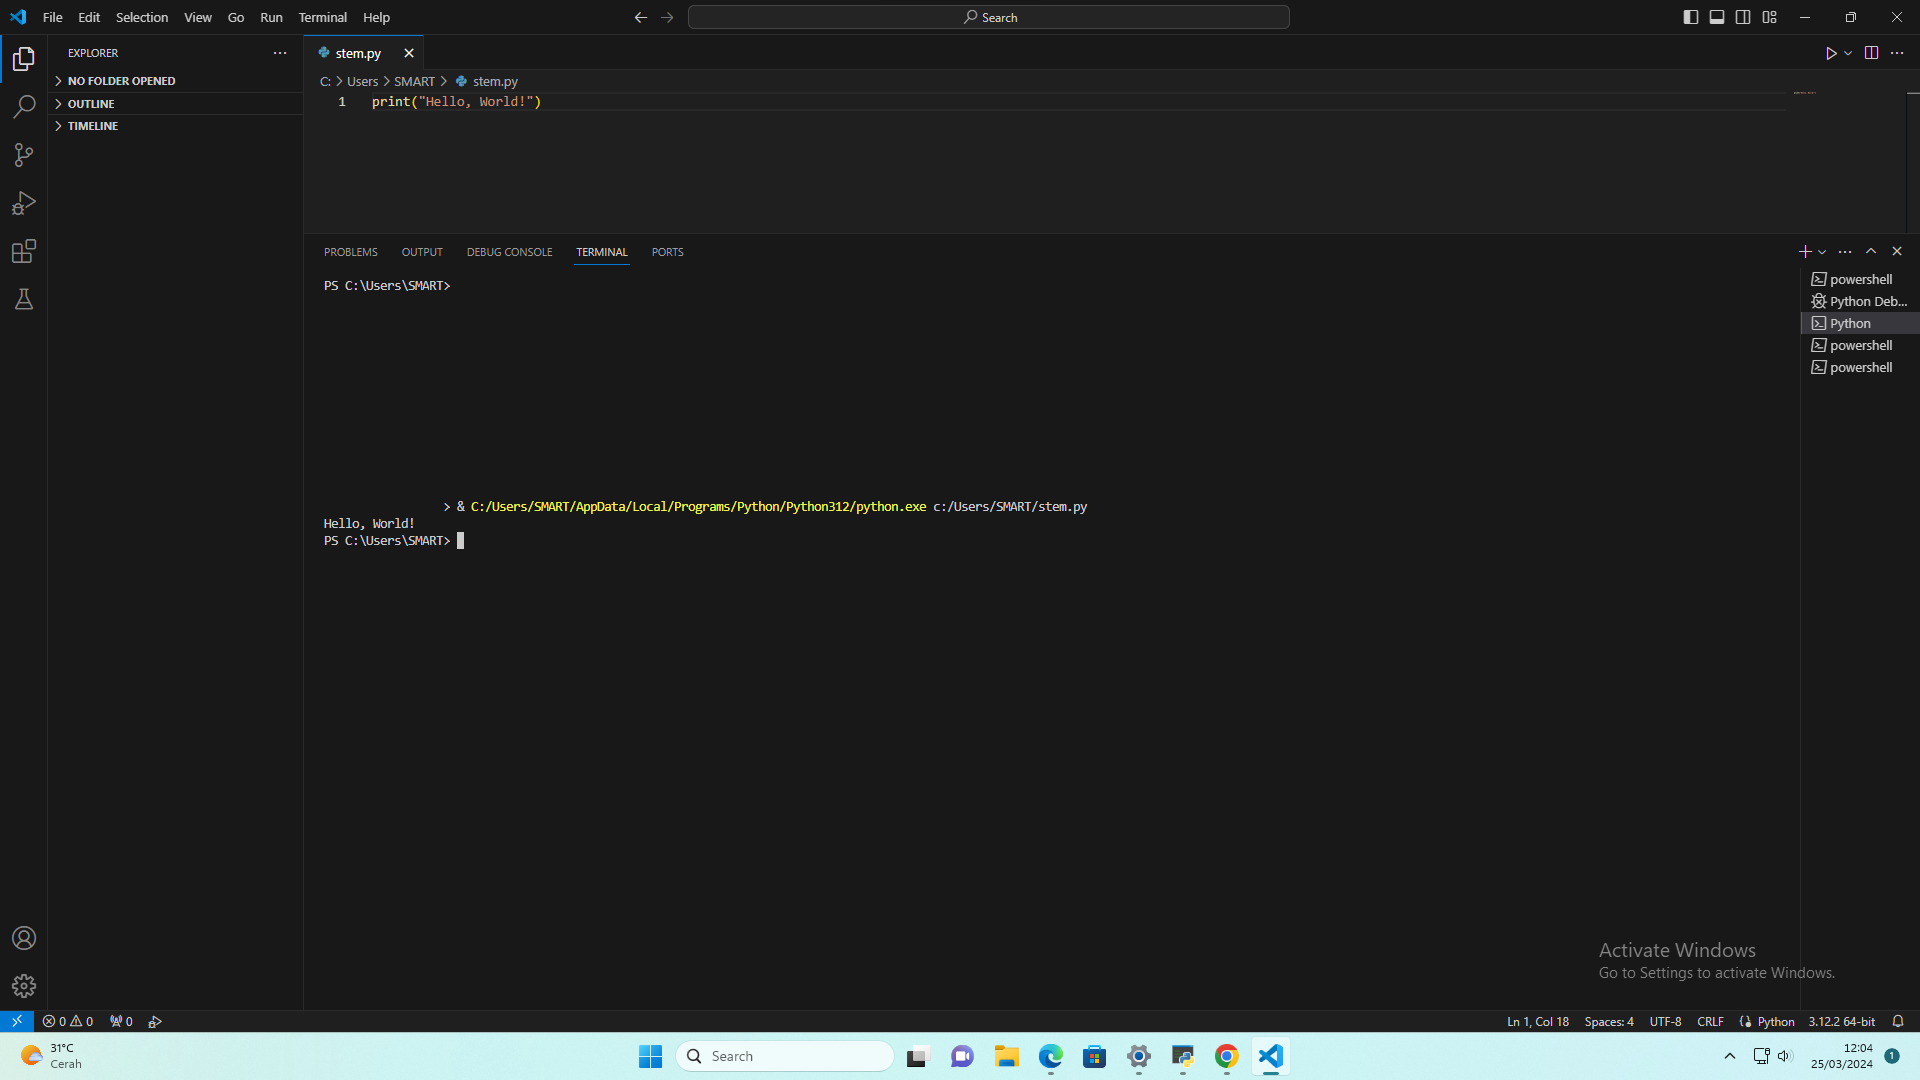 File Edit Selection View Go Run Terminal Help
Search
EXPLORER
stem.py
NO FOLDER OPENED
OUTLINE
TIMELINE
C: > Users > SMART > stem.py
1 print("Hello, World!")
PROBLEMS OUTPUT DEBUG CONSOLE TERMINAL PORTS
PS C:\Users\SMART>
> & C:/Users/SMART/AppData/Local/Programs/Python/Python312/python.exe c:/Users/SMART/stem.py
Hello, World!
PS C:\Users\SMART>
powershell
Python Deb...
Python
powershell
powershell
Activate Windows
Go to Settings to activate Windows.
0 0 0
Ln 1, Col 18 Spaces: 4 UTF-8 CRLF Python 3.12.2 64-bit
31°C
Cerah
Search
12:04
25/03/2024
1